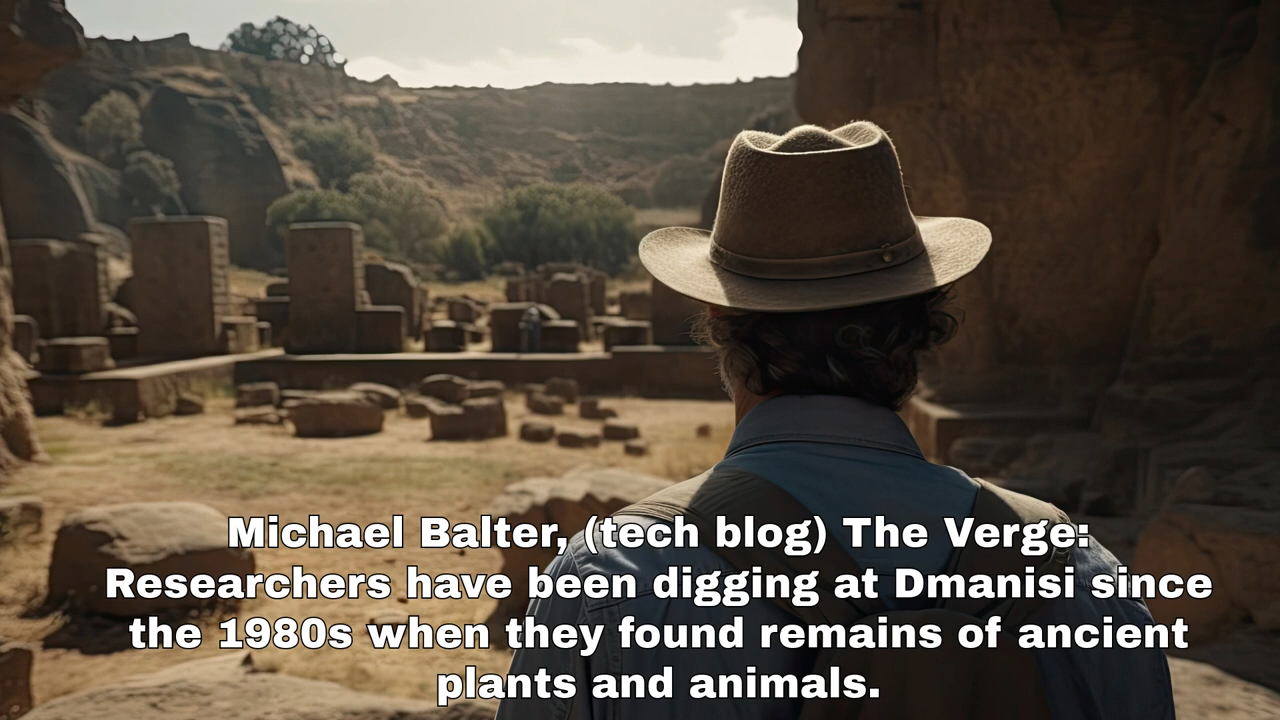 Michael Balter, (tech blog) The Verge:
Researchers have been digging at Dmanisi since
the 1980s when they found remains of ancient
plants and animals.